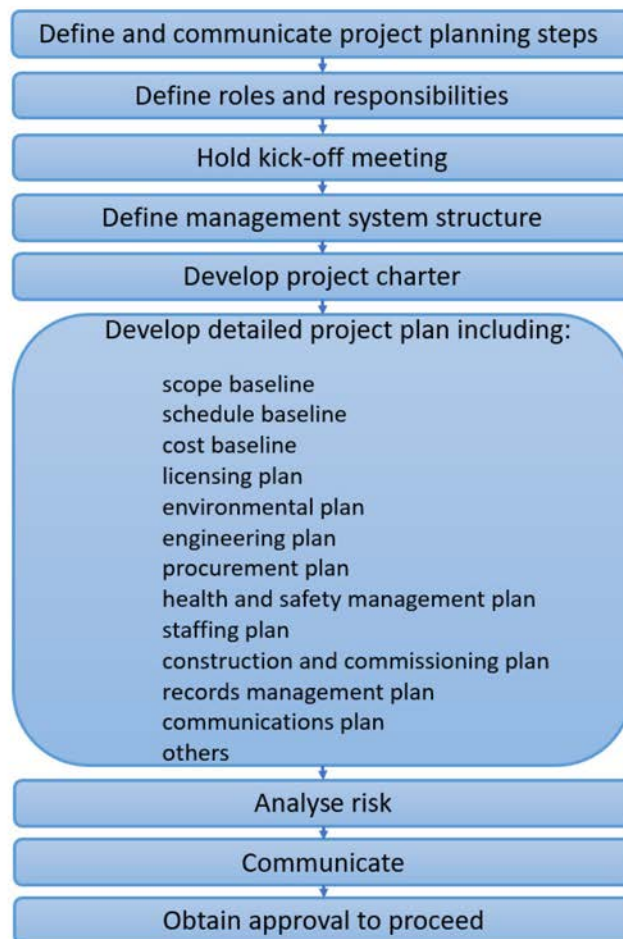 Define and communicate project planning steps
Define roles and responsibilities
Hold kick-off meeting
Define management system structure
Develop project charter
Develop detailed project plan including:
scope baseline
schedule baseline
cost baseline
licensing plan
environmental plan
engineering plan
procurement plan
health and safety management plan
staffing plan
construction and commissioning plan
records management plan
communications plan
others
Analyse risk
Communicate
Obtain approval to proceed